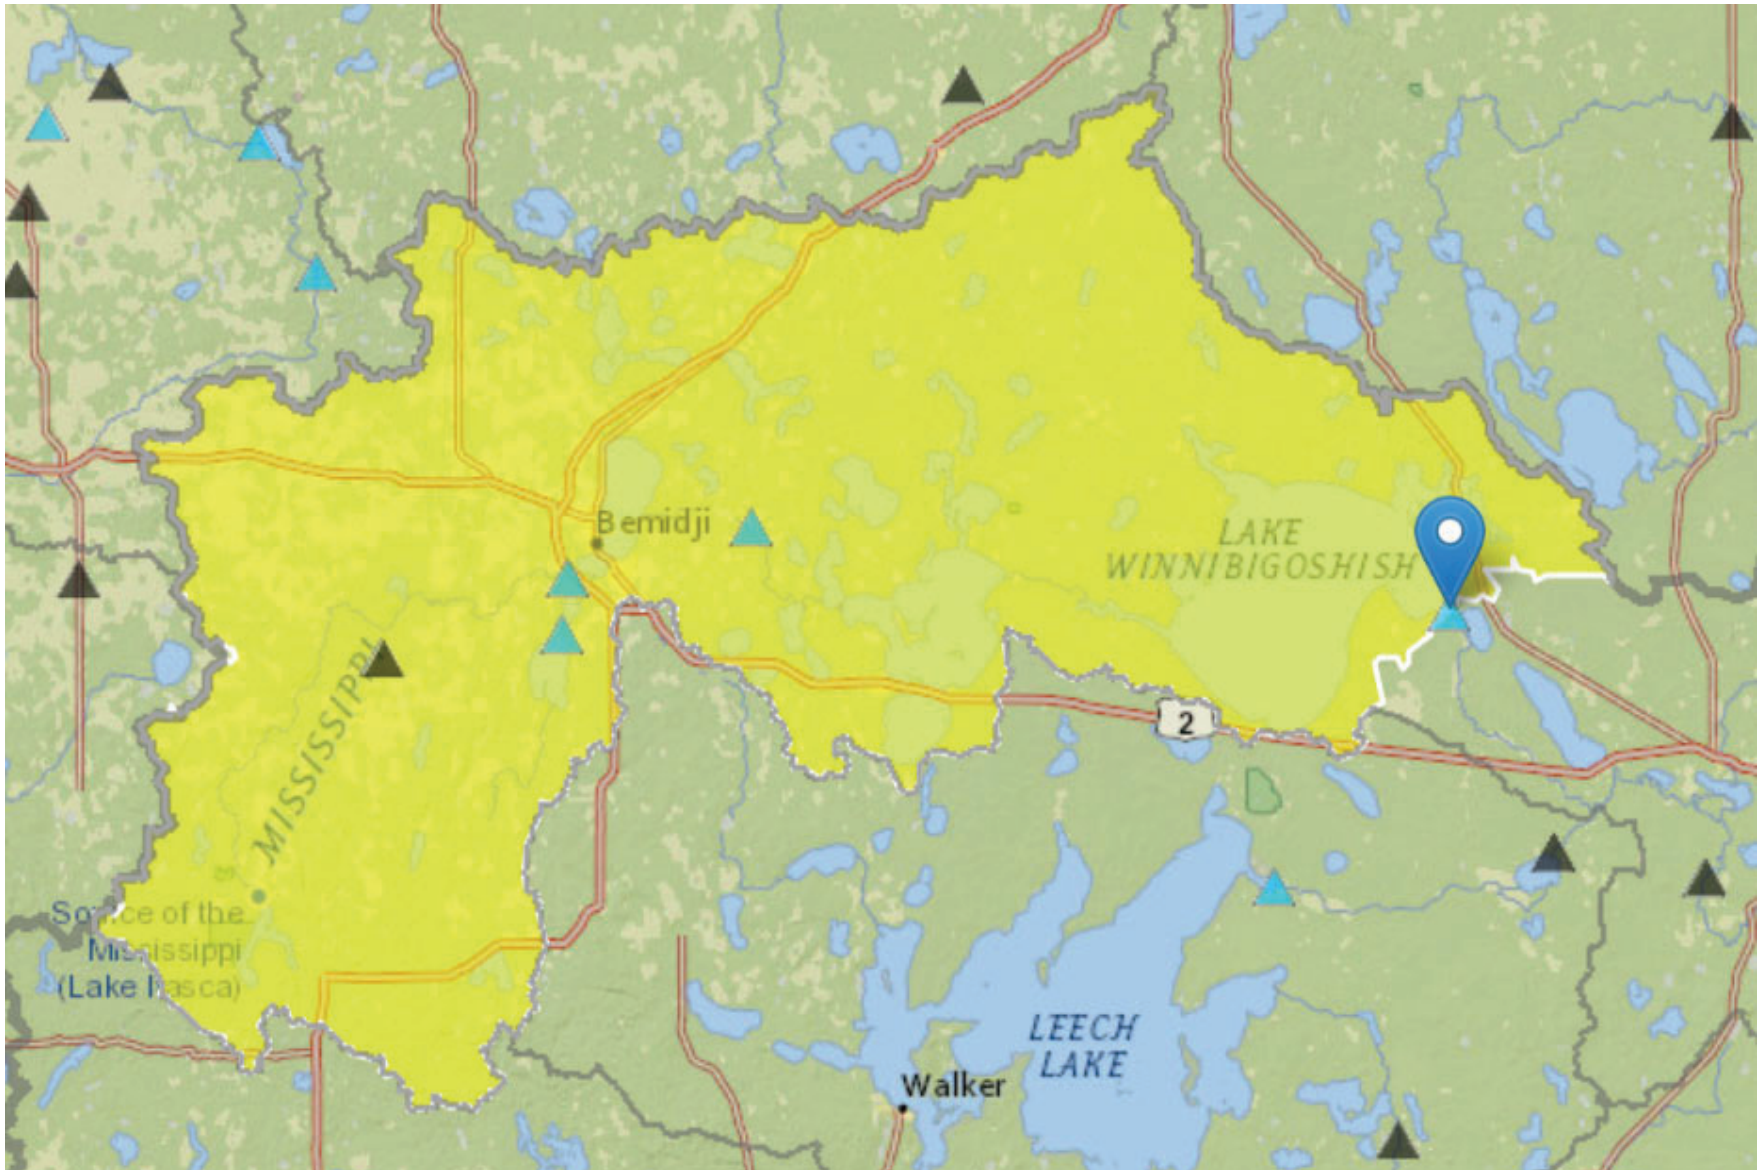 Bemidji
LAKE
WINNIBIGOSHISH
MISSISSIPPI
2
Source of the
Mississippi
(Lake Itasca)
LEECH
LAKE
Walker